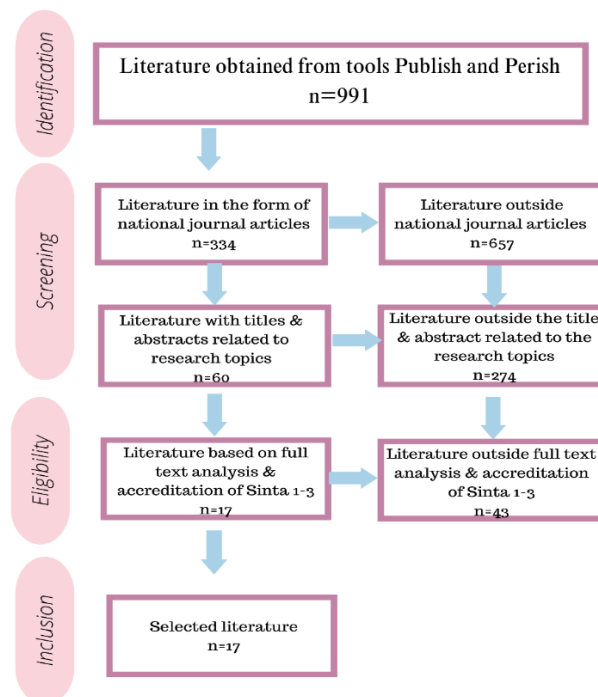 Identification
Literature obtained from tools Publish and Perish
n=991
Screening
Literature in the form of
national journal articles
n=334
Literature outside
national journal articles
n=657
Literature with titles &
abstracts related to
research topics
n=60
Literature outside the title
& abstract related to the
research topics
n=274
Eligibility
Literature based on full
text analysis &
accreditation of Sinta 1-3
n=17
Literature outside full text
analysis & accreditation
of Sinta 1-3
n=43
Inclusion
Selected literature
n=17